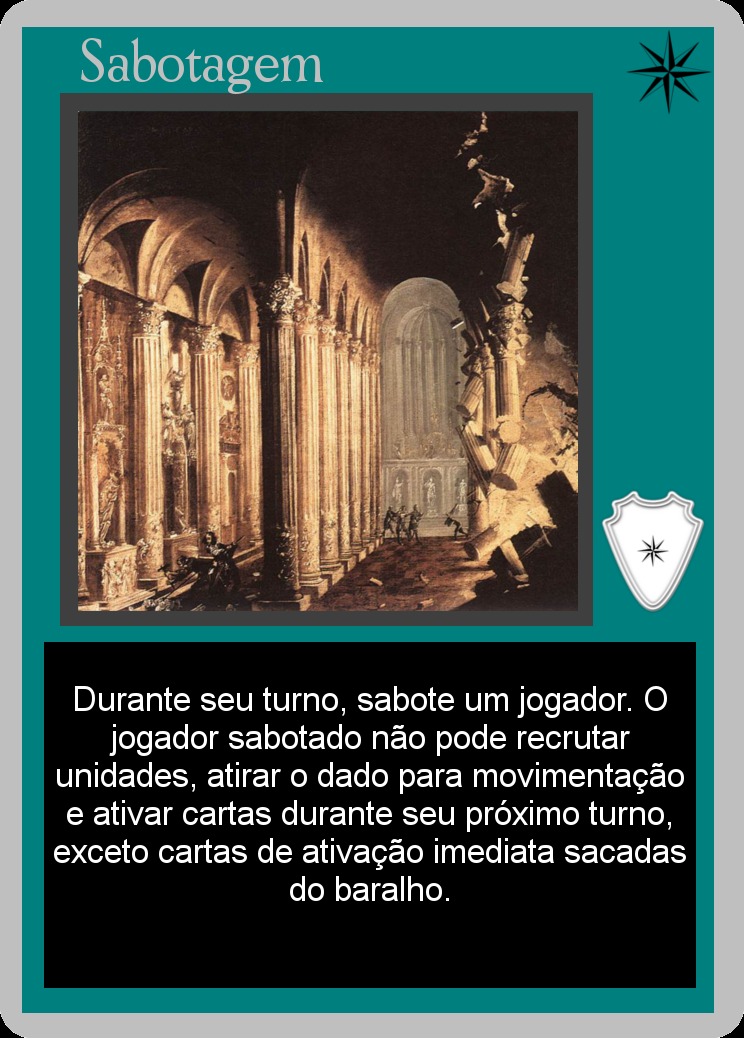 Sabotagem
Durante seu turno, sabote um jogador. O
jogador sabotado não pode recrutar
unidades, atirar o dado para movimentação
e ativar cartas durante seu próximo turno,
exceto cartas de ativação imediata sacadas
do baralho.